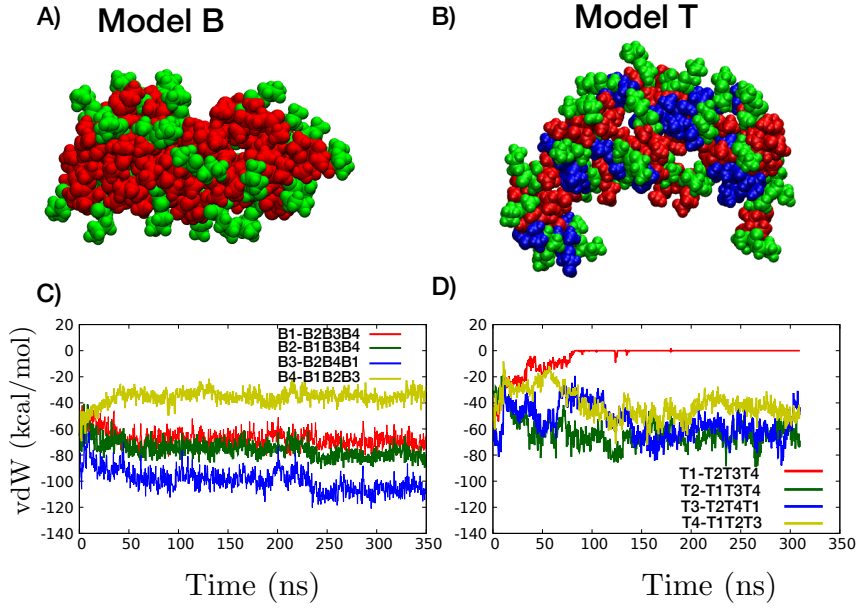 A) Model B
B) Model T
C)
D)
vdW (kcal/mol)
20
0
-20
-40
-60
-80
-100
-120
-140
B1-B2B3B4
B2-B1B3B4
B3-B2B4B1
B4-B1B2B3
0 50 100 150 200 250 300 350
Time (ns)
20
0
-20
-40
-60
-80
-100
-120
-140
T1-T2T3T4
T2-T1T3T4
T3-T2T4T1
T4-T1T2T3
0 50 100 150 200 250 300 350
Time (ns)